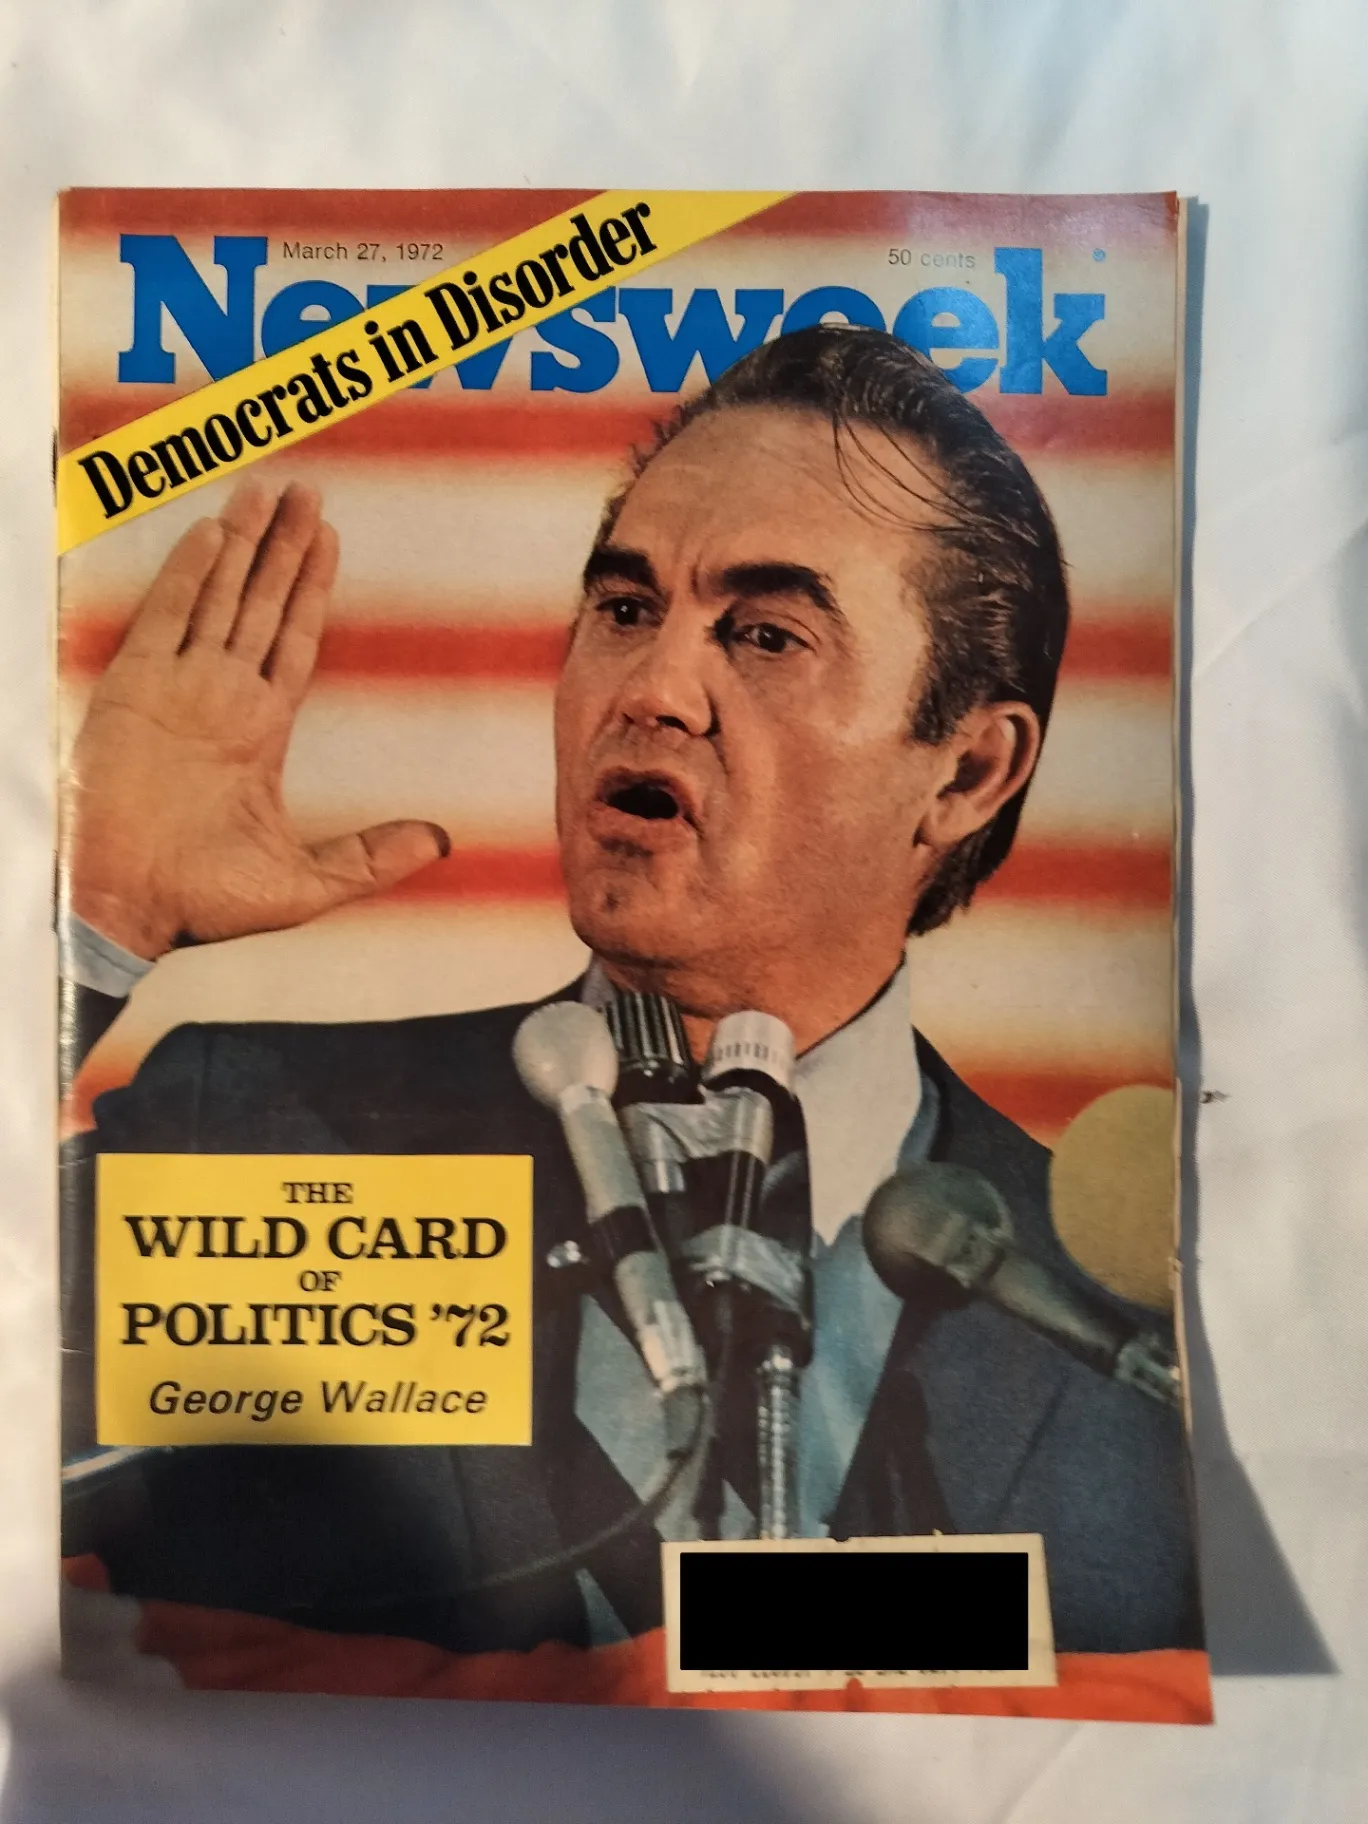 Democrats in Disorder
March 27, 1972
50 cents
Newsweek
THE
WILD CARD
OF
POLITICS '72
George Wallace